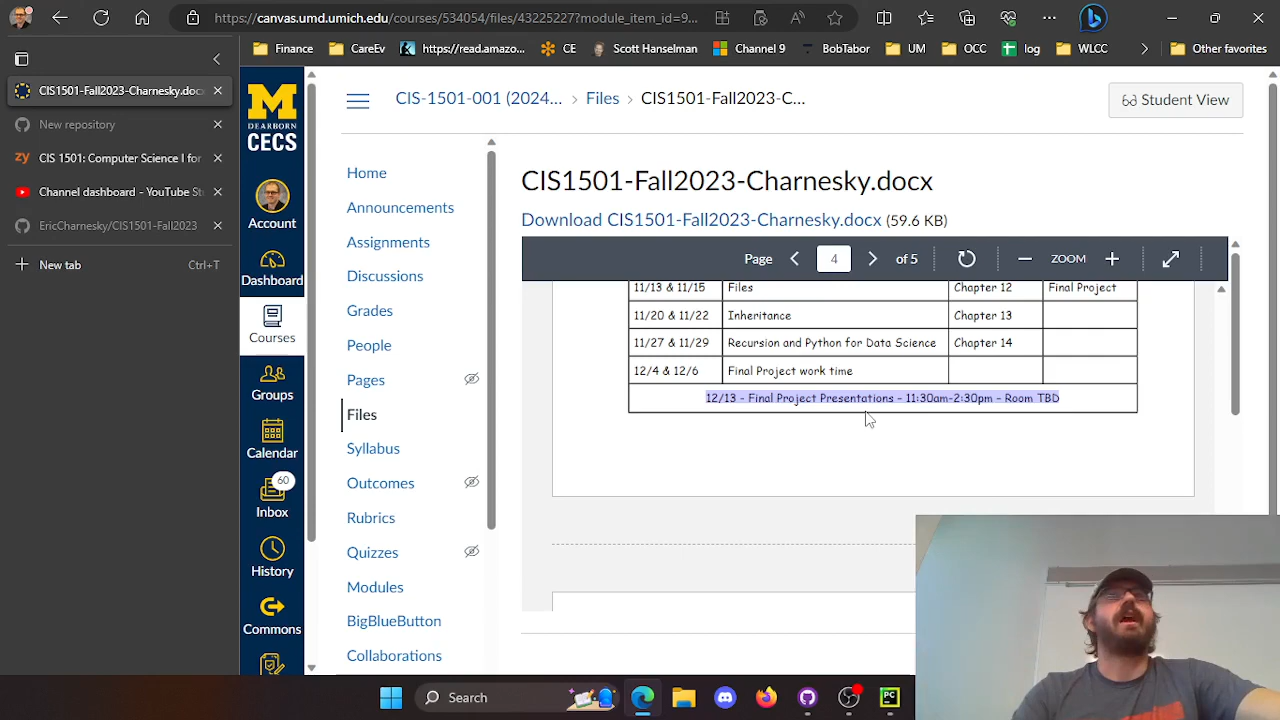 https://canvas.umd.umich.edu/courses/534054/files/43225227?module_item_id=9...
Finance
CareEv
https://read.amazo...
CE
Scott Hanselman
Channel 9
BobTabor
UM
OCC
log
WLCC
Other favorites
CIS1501-Fall2023-Charnesky.docx
New repository
zy
CIS 1501: Computer Science I for
Channel dashboard - YouTube St
EricCharnesky/CIS1501-Fall2023
New tab
Ctrl+T
M
DEARBORN
CECS
Account
Dashboard
Courses
Groups
Calendar
60
Inbox
History
Commons
CIS-1501-001 (2024... > Files > CIS1501-Fall2023-C...
Student View
Home
Announcements
Assignments
Discussions
Grades
People
Pages
Files
Syllabus
Outcomes
Rubrics
Quizzes
Modules
BigBlueButton
Collaborations
CIS1501-Fall2023-Charnesky.docx
Download CIS1501-Fall2023-Charnesky.docx (59.6 KB)
Page 4 of 5 ZOOM
11/13 & 11/15 Files Chapter 12 Final Project
11/20 & 11/22 Inheritance Chapter 13
11/27 & 11/29 Recursion and Python for Data Science Chapter 14
12/4 & 12/6 Final Project work time
12/13 - Final Project Presentations - 11:30am-2:30pm - Room TBD
Search
PC